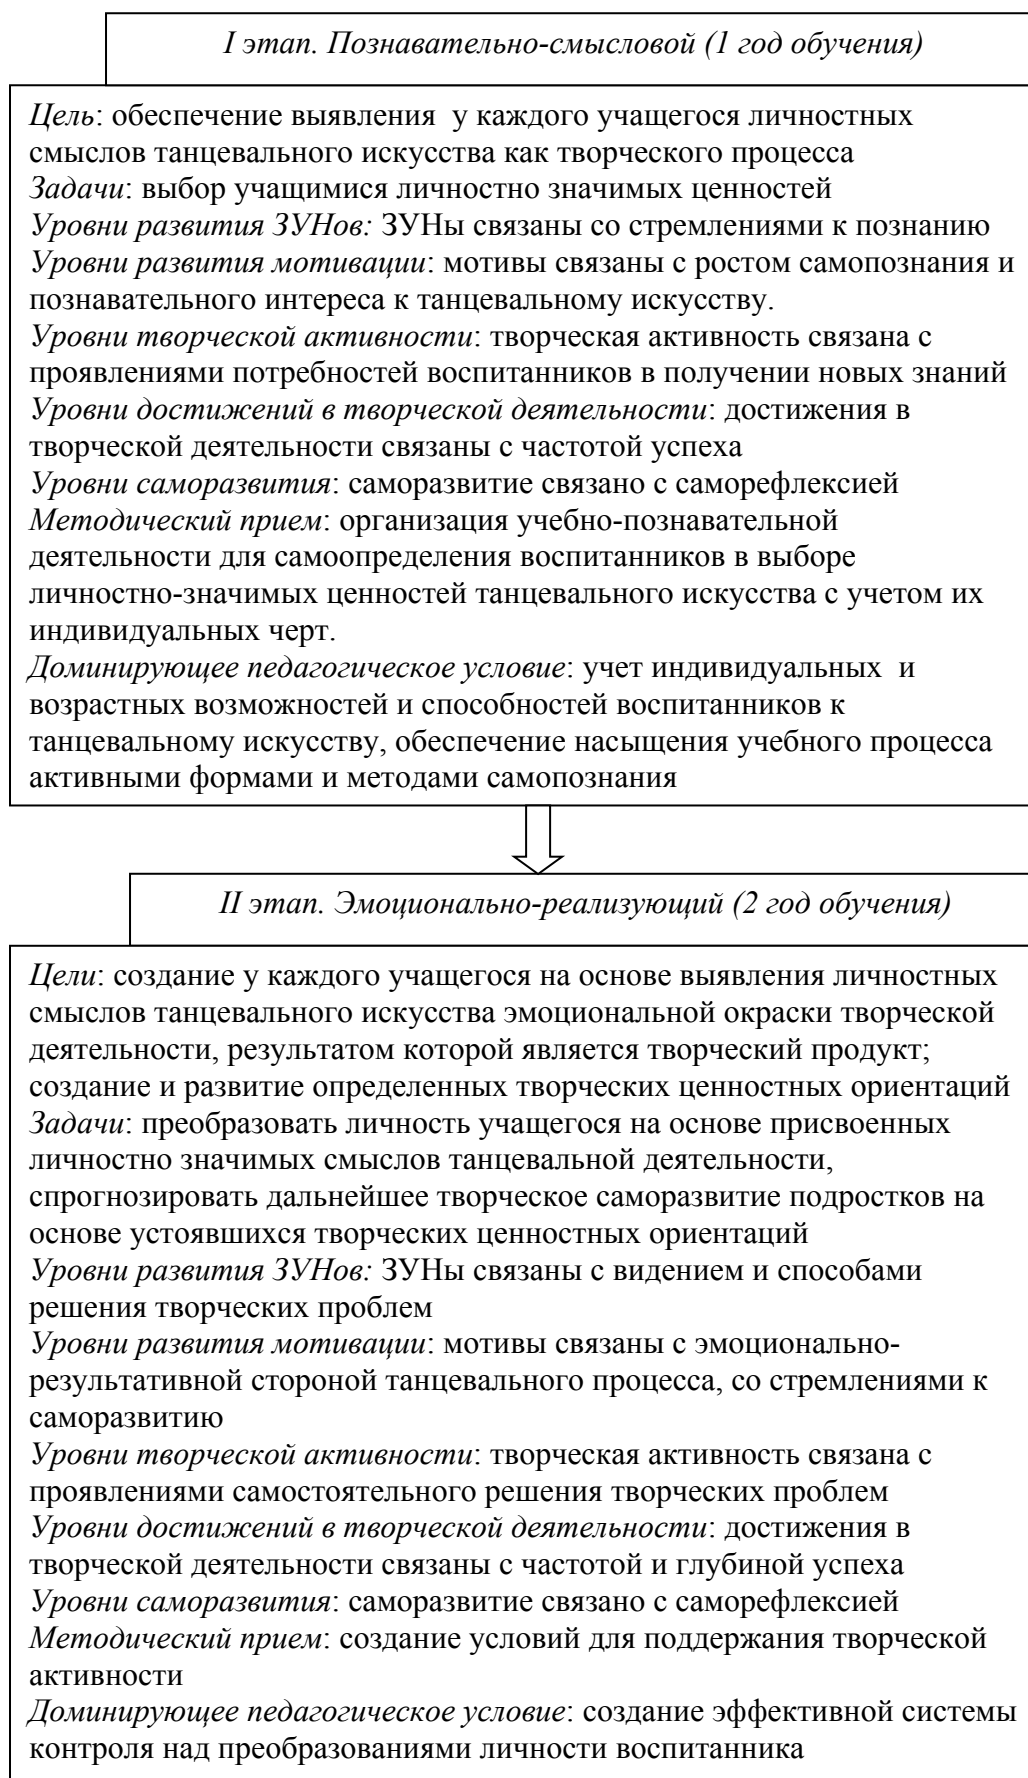 I этап. Познавательно-смысловой (1 год обучения)
Цель: обеспечение выявления у каждого учащегося личностных
смыслов танцевального искусства как творческого процесса
Задачи: выбор учащимися личностно значимых ценностей
Уровни развития ЗУНов: ЗУНы связаны со стремлениями к познанию
Уровни развития мотивации: мотивы связаны с ростом самопознания и
познавательного интереса к танцевальному искусству.
Уровни творческой активности: творческая активность связана с
проявлениями потребностей воспитанников в получении новых знаний
Уровни достижений в творческой деятельности: достижения в
творческой деятельности связаны с частотой успеха
Уровни саморазвития: саморазвитие связано с саморефлексией
Методический прием: организация учебно-познавательной
деятельности для самоопределения воспитанников в выборе
личностно-значимых ценностей танцевального искусства с учетом их
индивидуальных черт.
Доминирующее педагогическое условие: учет индивидуальных и
возрастных возможностей и способностей воспитанников к
танцевальному искусству, обеспечение насыщения учебного процесса
активными формами и методами самопознания
II этап. Эмоционально-реализующий (2 год обучения)
Цели: создание у каждого учащегося на основе выявления личностных
смыслов танцевального искусства эмоциональной окраски творческой
деятельности, результатом которой является творческий продукт;
создание и развитие определенных творческих ценностных ориентаций
Задачи: преобразовать личность учащегося на основе присвоенных
личностно значимых смыслов танцевальной деятельности,
спрогнозировать дальнейшее творческое саморазвитие подростков на
основе устоявшихся творческих ценностных ориентаций
Уровни развития ЗУНов: ЗУНы связаны с видением и способами
решения творческих проблем
Уровни развития мотивации: мотивы связаны с эмоционально-
результативной стороной танцевального процесса, со стремлениями к
саморазвитию
Уровни творческой активности: творческая активность связана с
проявлениями самостоятельного решения творческих проблем
Уровни достижений в творческой деятельности: достижения в
творческой деятельности связаны с частотой и глубиной успеха
Уровни саморазвития: саморазвитие связано с саморефлексией
Методический прием: создание условий для поддержания творческой
активности
Доминирующее педагогическое условие: создание эффективной системы
контроля над преобразованиями личности воспитанника